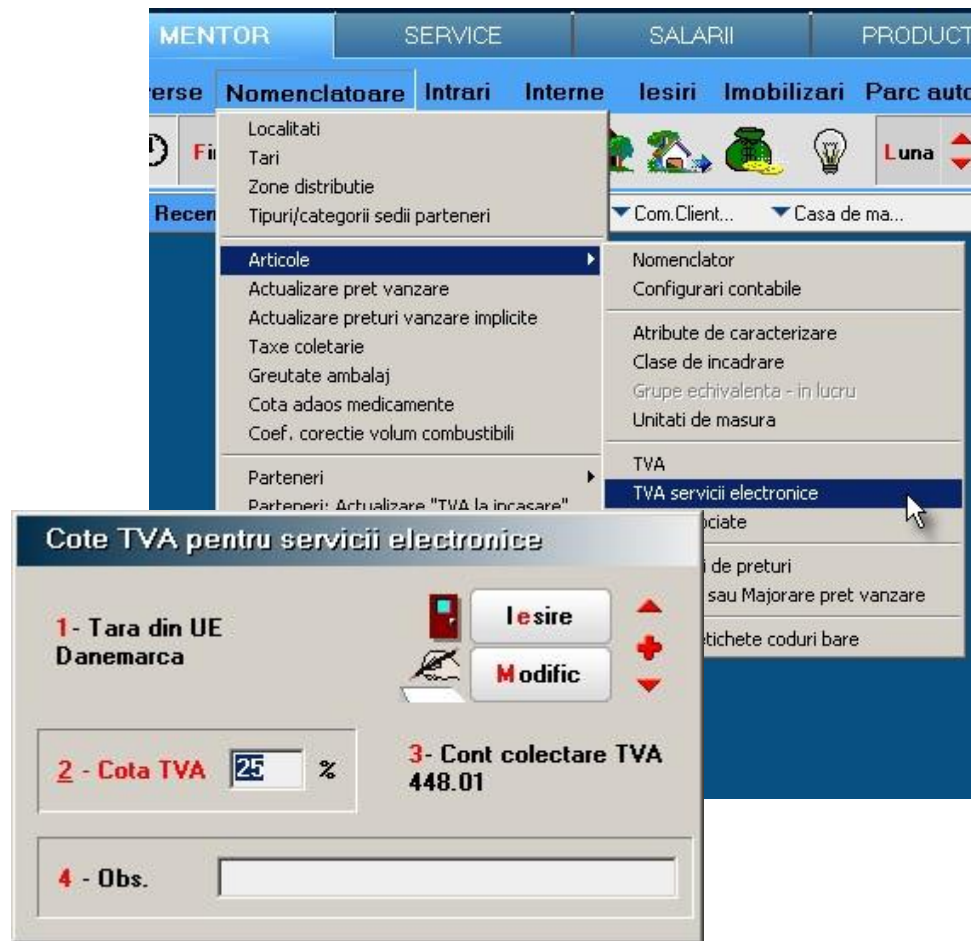 MENTOR SERVICE SALARII PRODUCT
erse Nomenclatoare Intrari Interne Iesiri Imobilizari Parc auto
Fi Luna
Recen Com.Client... Casa de ma...
Localitati
Tari
Zone distributie
Tipuri/categorii sedii parteneri
Articole
Actualizare pret vanzare
Actualizare preturi vanzare implicite
Taxe coletarie
Greutate ambalaj
Cota adaos medicamente
Coef. corectie volum combustibili
Parteneri
Parteneri: Actualizare "TVA la incasare"
Nomenclator
Configurari contabile
Atribute de caracterizare
Clase de incadrare
Grupe echivalenta - in lucru
Unitati de masura
TVA
TVA servicii electronice
ociate
i de preturi
sau Majorare pret vanzare
etichete coduri bare
Cote TVA pentru servicii electronice
1- Tara din UE
Danemarca
Iesire
Modific
2 - Cota TVA 25 %
3- Cont colectare TVA
448.01
4 - Obs.